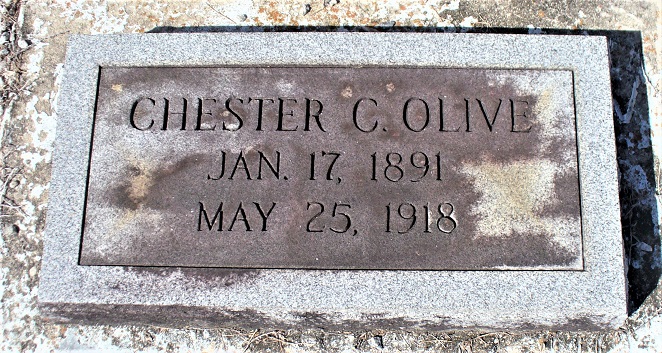 CHESTER C. OLIVE
JAN. 17, 1891
MAY 25, 1918